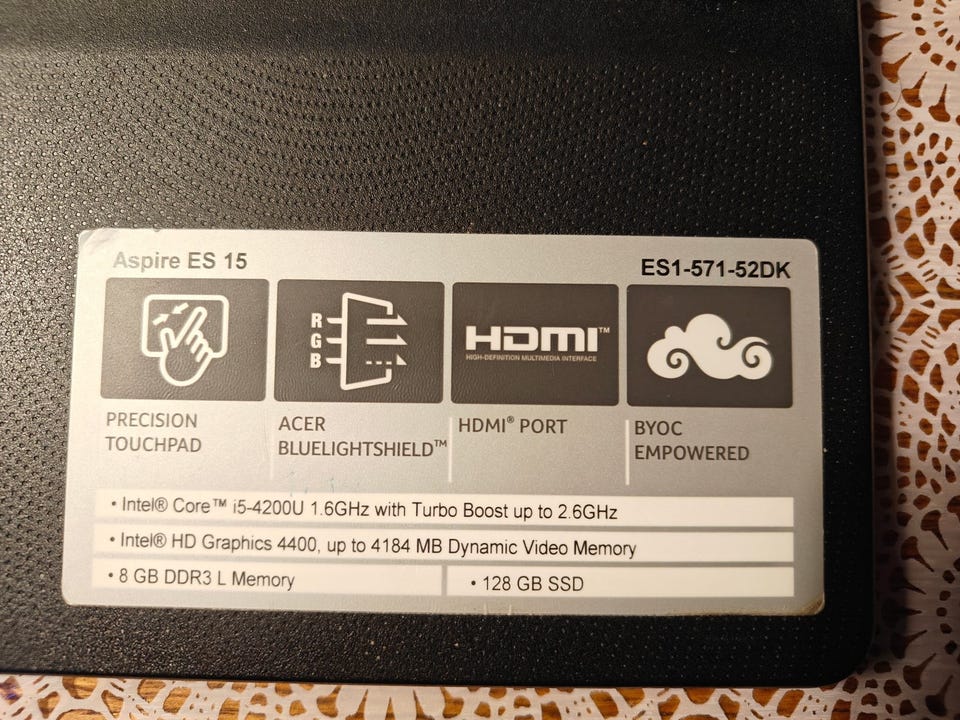 Aspire ES 15
ES1-571-52DK
R
G
B
HDMI™
HIGH-DEFINITION MULTIMEDIA INTERFACE
PRECISION
TOUCHPAD
ACER
BLUELIGHTSHIELD™
HDMI® PORT
BYOC
EMPOWERED
• Intel® Core™ i5-4200U 1.6GHz with Turbo Boost up to 2.6GHz
• Intel® HD Graphics 4400, up to 4184 MB Dynamic Video Memory
• 8 GB DDR3 L Memory
• 128 GB SSD